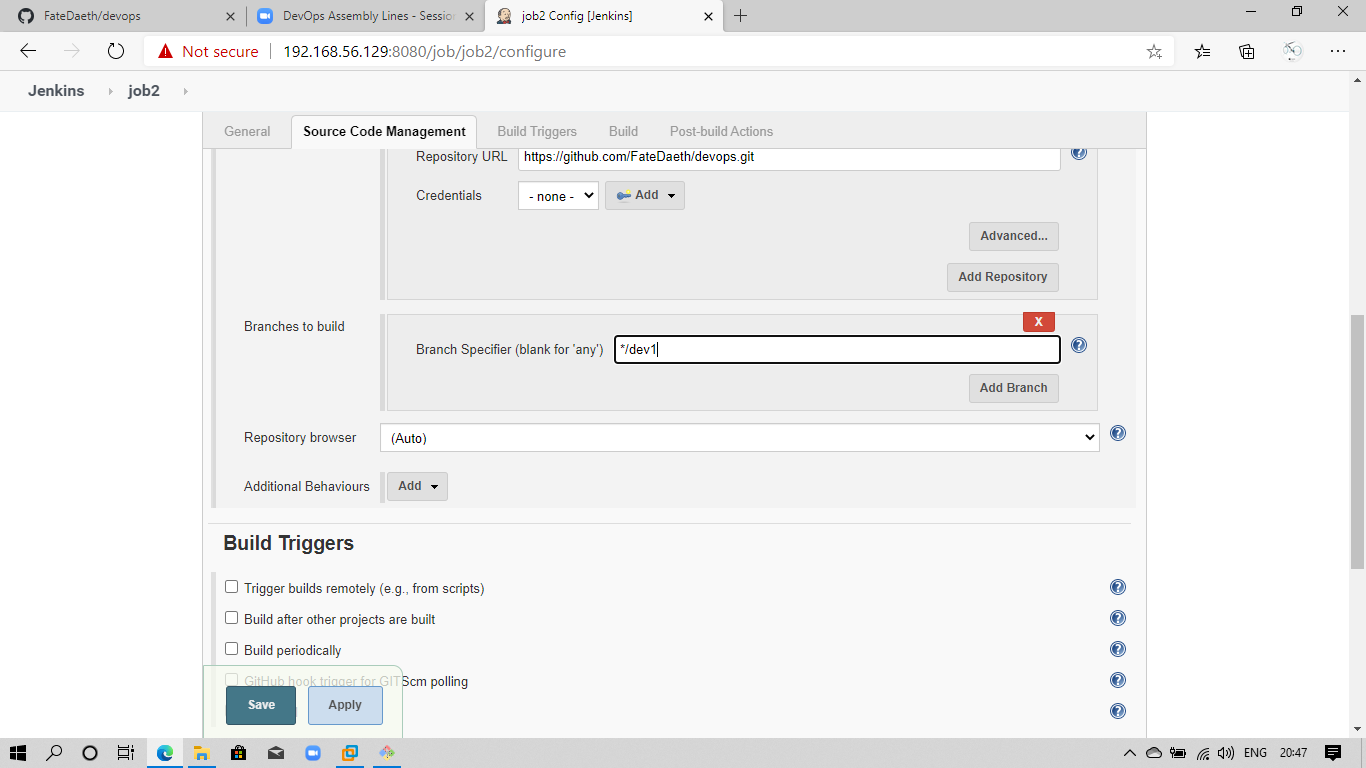 FateDaeth/devops
DevOps Assembly Lines - Session
job2 Config [Jenkins]
Not secure
192.168.56.129:8080/job/job2/configure
Jenkins
job2
General
Source Code Management
Build Triggers
Build
Post-build Actions
Repository URL
https://github.com/FateDaeth/devops.git
Credentials
- none -
Add
Advanced...
Add Repository
Branches to build
X
Branch Specifier (blank for 'any')
*/dev1
Add Branch
Repository browser
(Auto)
Additional Behaviours
Add
Build Triggers
Trigger builds remotely (e.g., from scripts)
Build after other projects are built
Build periodically
GitHub hook trigger for GITScm polling
Save
Apply
ENG
20:47